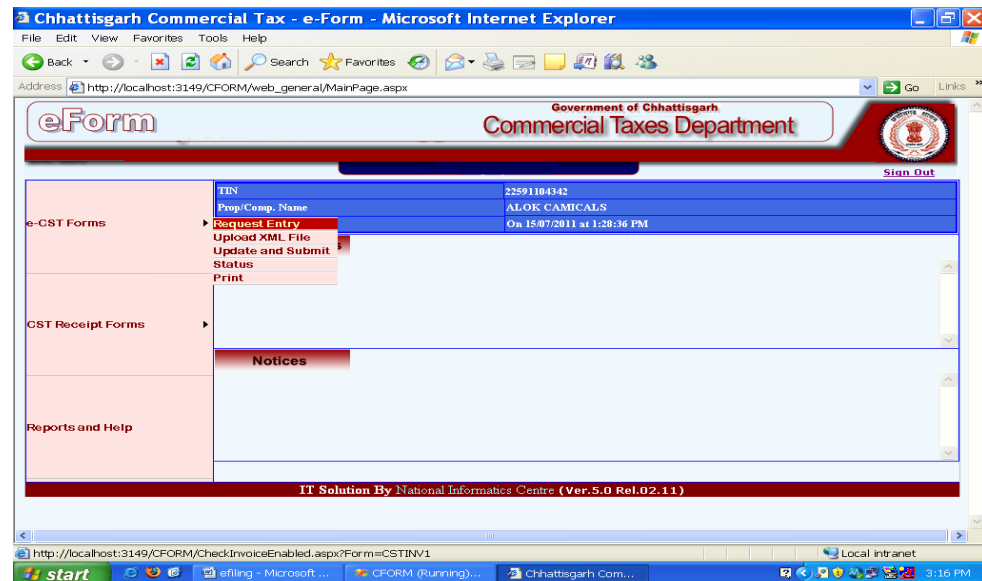 Chhattisgarh Commercial Tax - e-Form - Microsoft Internet Explorer
File Edit View Favorites Tools Help
Back Search Favorites
Address http://localhost:3149/CFORM/web_general/MainPage.aspx Go Links »
eForm
Government of Chhattisgarh
Commercial Taxes Department
Sign Out
TIN 22591104342
Prop/Comp. Name ALOK CAMICALS
On 15/07/2011 at 1:28:36 PM
e-CST Forms
Request Entry
Upload XML File
Update and Submit
Status
Print
CST Receipt Forms
Notices
Reports and Help
IT Solution By National Informatics Centre (Ver.5.0 Rel.02.11)
http://localhost:3149/CFORM/CheckInvoiceEnabled.aspx?Form=CSTINV1 Local intranet
start efiling - Microsoft ... CFORM (Running)... Chhattisgarh Com... 3:16 PM